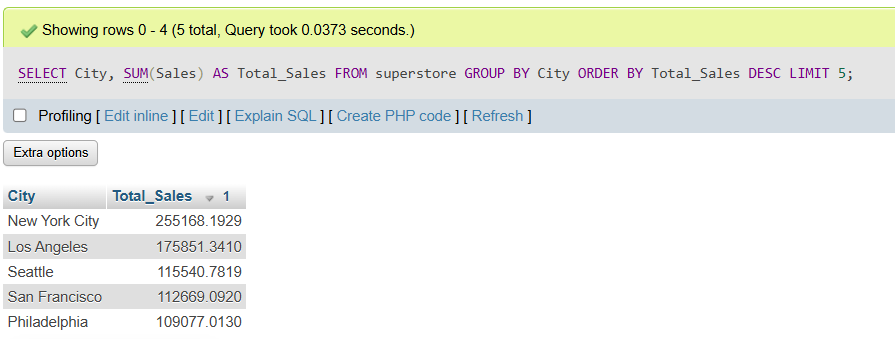 Showing rows 0 - 4 (5 total, Query took 0.0373 seconds.)
SELECT City, SUM(Sales) AS Total_Sales FROM superstore GROUP BY City ORDER BY Total_Sales DESC LIMIT 5;
Profiling [ Edit inline ] [ Edit ] [ Explain SQL ] [ Create PHP code ] [ Refresh ]
Extra options
City Total_Sales 1
New York City 255168.1929
Los Angeles 175851.3410
Seattle 115540.7819
San Francisco 112669.0920
Philadelphia 109077.0130